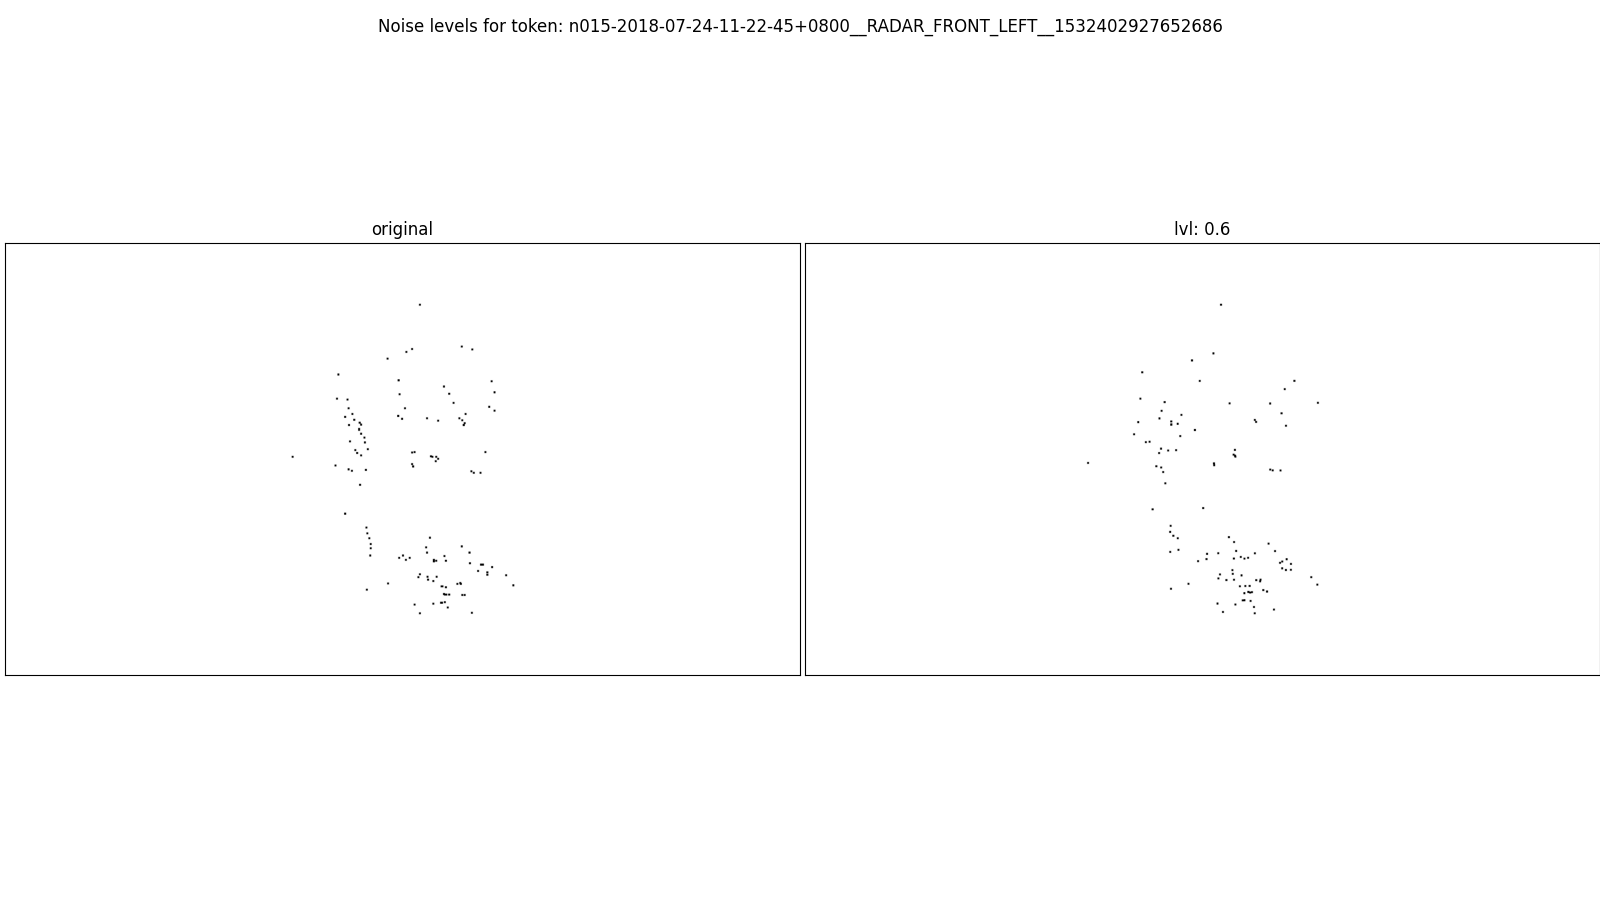 Noise levels for token: n015-2018-07-24-11-22-45+0800__RADAR_FRONT_LEFT__1532402927652686
original
lvl: 0.6